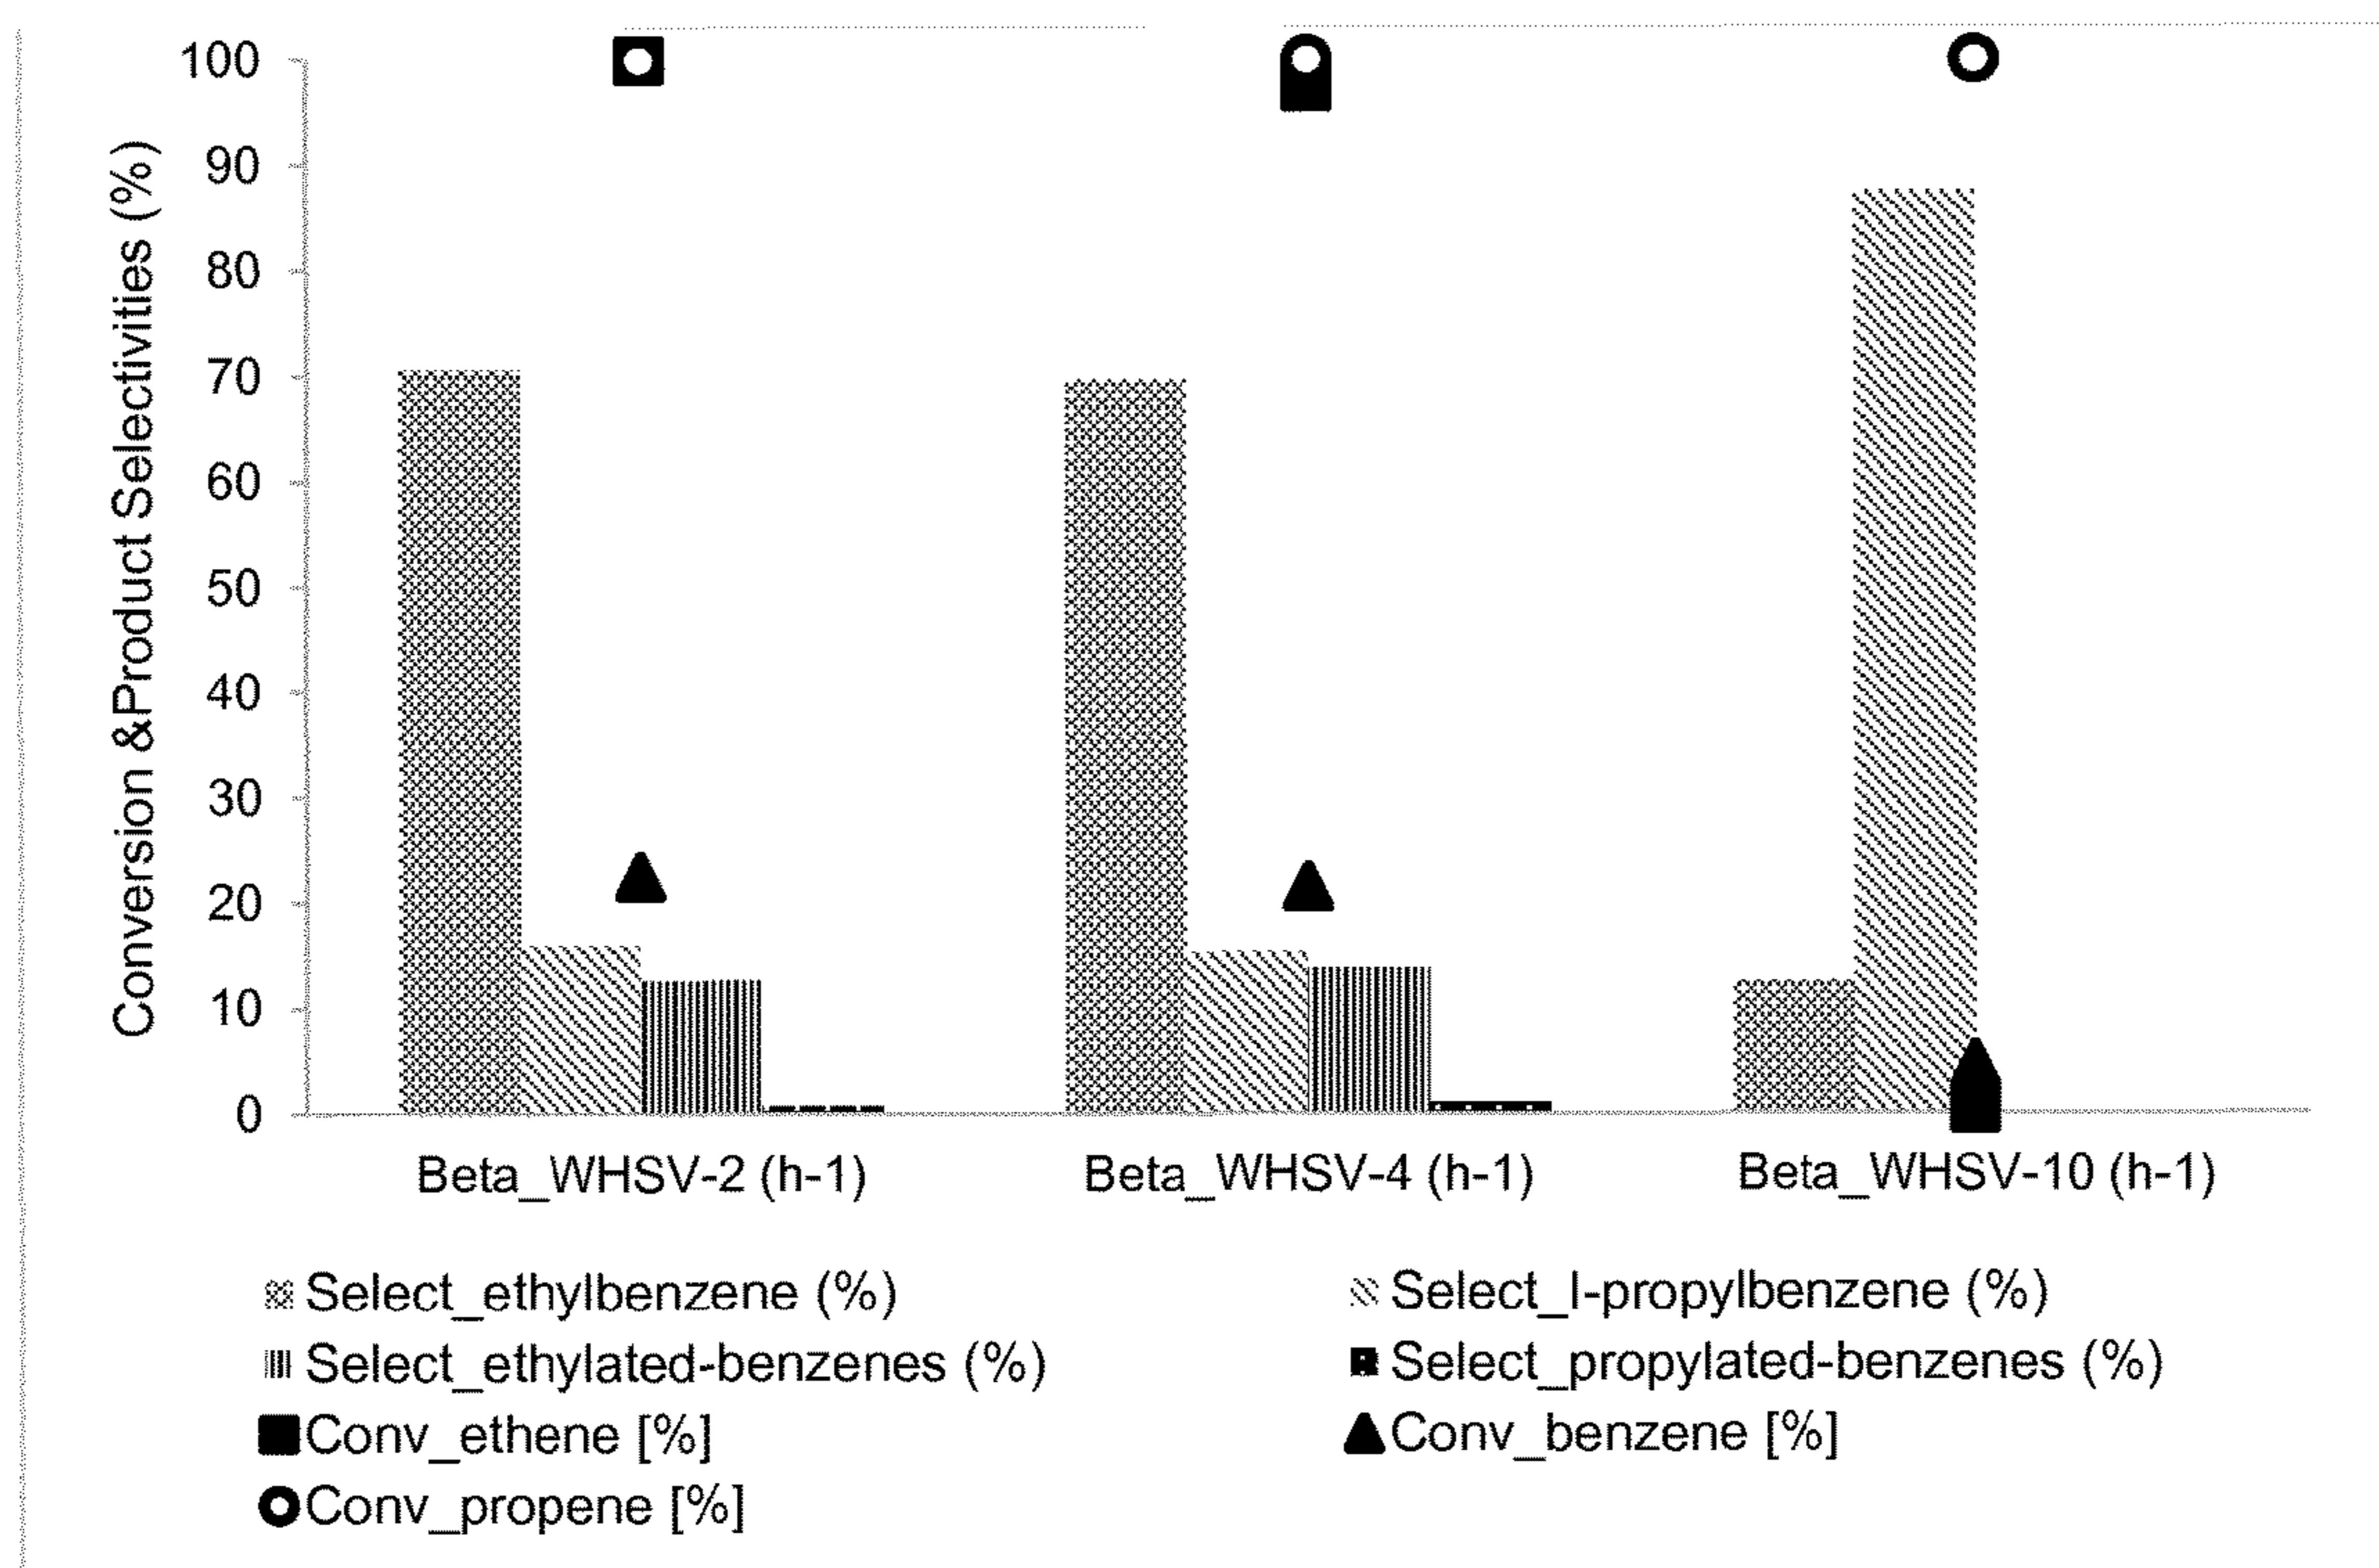 Conversion &Product Selectivities (%)
100
90
80
70
60
50
40
30
20
10
0
Beta_WHSV-2 (h-1)
Beta_WHSV-4 (h-1)
Beta_WHSV-10 (h-1)
Select_ethylbenzene (%)
Select_I-propylbenzene (%)
Select_ethylated-benzenes (%)
Select_propylated-benzenes (%)
Conv_ethene [%]
Conv_benzene [%]
Conv_propene [%]